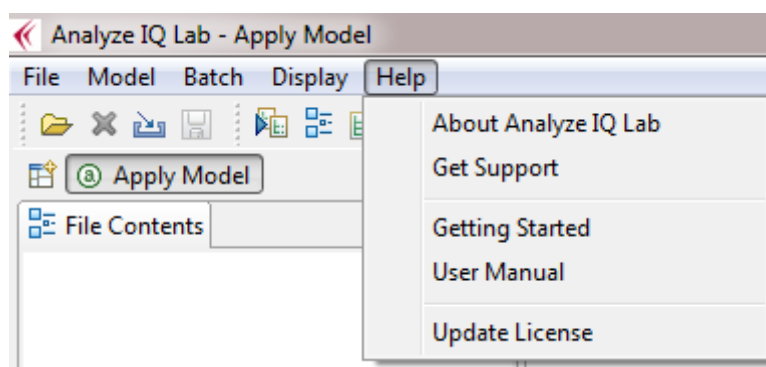 Analyze IQ Lab - Apply Model
File Model Batch Display Help
About Analyze IQ Lab
Get Support
a Apply Model
File Contents
Getting Started
User Manual
Update License